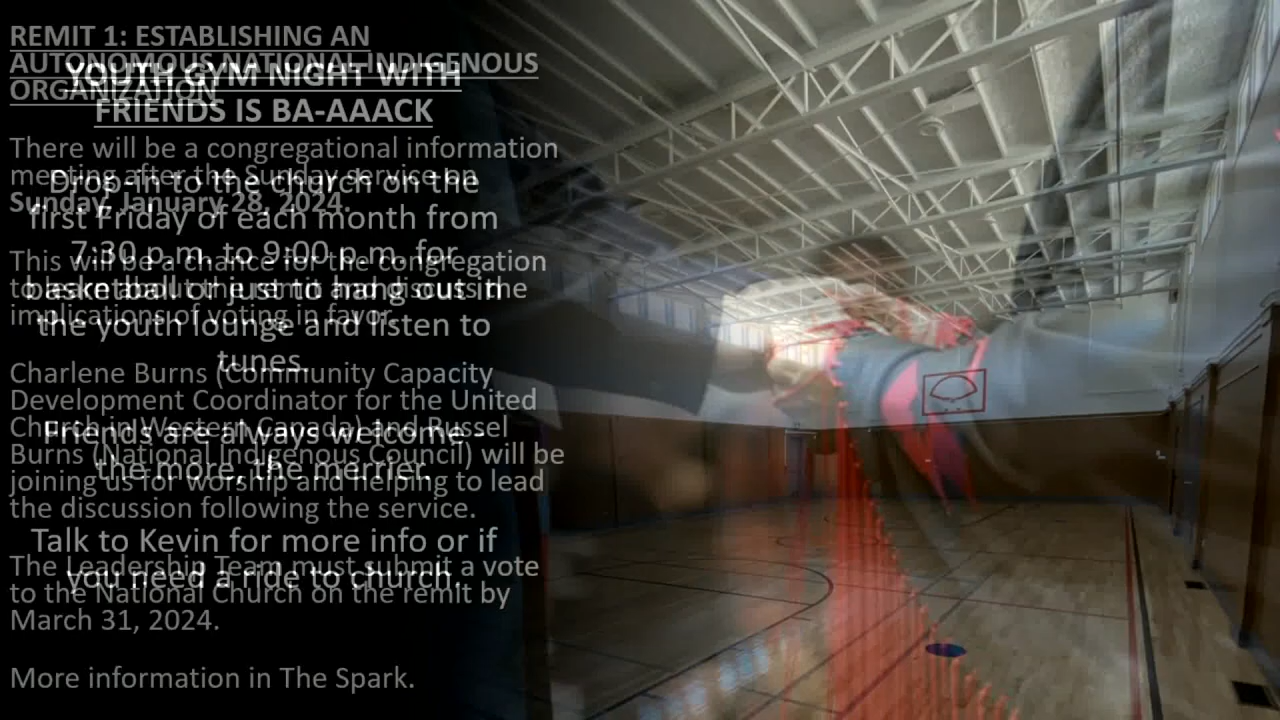 REMIT 1: ESTABLISHING AN
AUTONOMOUS NATIONAL INDIGENOUS
ORGANIZATION
There will be a congregational information
meeting after the Sunday service on
Sunday, January 28, 2024.
This will be a chance for the congregation
to learn about the remit and discuss the
implications of voting in favor.
Charlene Burns (Community Capacity
Development Coordinator for the United
Church in Western Canada) and Russel
Burns (National Indigenous Council) will be
joining us for worship and helping to lead
the discussion following the service.
The Leadership Team must submit a vote
to the National Church on the remit by
March 31, 2024.
More information in The Spark.
YOUTH GYM NIGHT WITH
FRIENDS IS BA-AAACK
Drop-in to the church on the
first Friday of each month from
7:30 p.m. to 9:00 p.m. for
basketball or just to hang out in
the youth lounge and listen to
tunes.
Friends are always welcome -
the more, the merrier.
Talk to Kevin for more info or if
you need a ride to church.